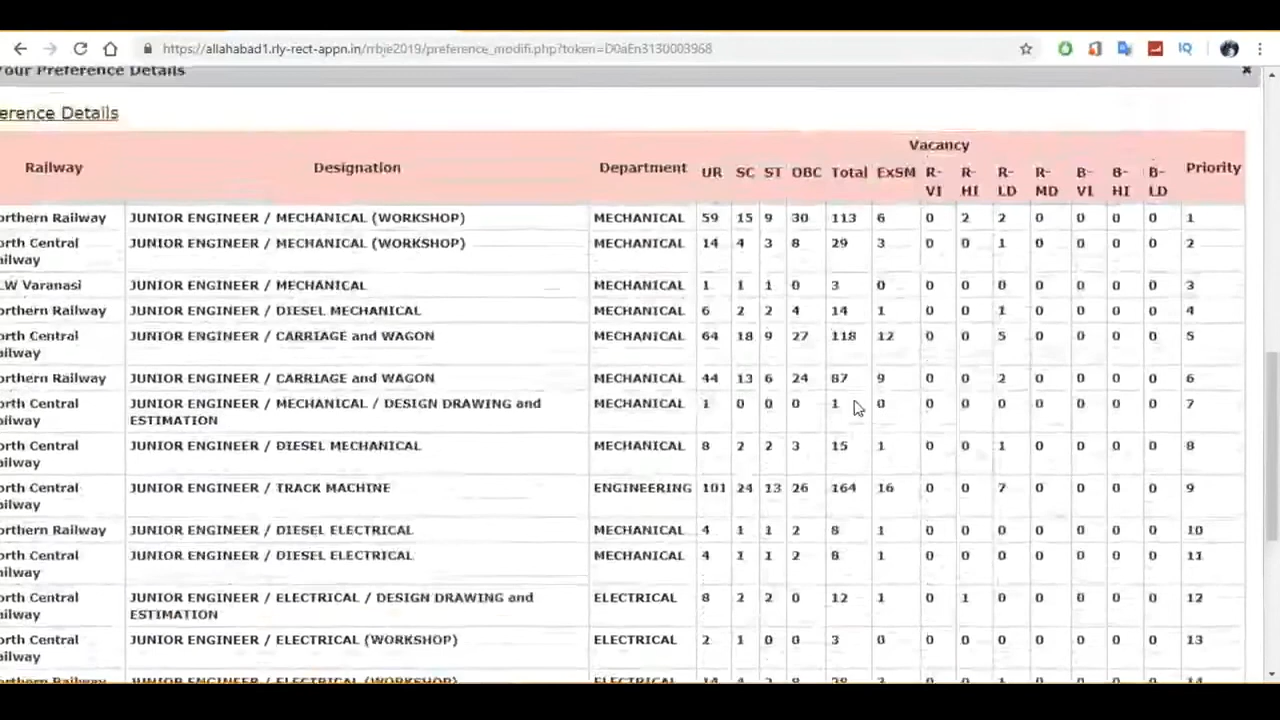 https://allahabad1.rly-rect-appn.in/rrbje2019/preference_modifi.php?token=D0aEn3130003968
our Preference Details
erence Details
Vacancy
Railway Designation Department UR SC ST OBC Total ExSM R-VI R-HI R-LD R-MD B-VI B-HI B-LD Priority
orthern Railway JUNIOR ENGINEER / MECHANICAL (WORKSHOP) MECHANICAL 59 15 9 30 113 6 0 2 2 0 0 0 0 1
orth Central JUNIOR ENGINEER / MECHANICAL (WORKSHOP) MECHANICAL 14 4 3 8 29 3 0 0 1 0 0 0 0 2
ailway
LW Varanasi JUNIOR ENGINEER / MECHANICAL MECHANICAL 1 1 1 0 3 0 0 0 0 0 0 0 0 3
orthern Railway JUNIOR ENGINEER / DIESEL MECHANICAL MECHANICAL 6 2 2 4 14 1 0 0 1 0 0 0 0 4
orth Central JUNIOR ENGINEER / CARRIAGE and WAGON MECHANICAL 64 18 9 27 118 12 0 0 5 0 0 0 0 5
ailway
orthern Railway JUNIOR ENGINEER / CARRIAGE and WAGON MECHANICAL 44 13 6 24 87 9 0 0 2 0 0 0 0 6
orth Central JUNIOR ENGINEER / MECHANICAL / DESIGN DRAWING and MECHANICAL 1 0 0 0 1 0 0 0 0 0 0 0 0 7
ailway ESTIMATION
orth Central JUNIOR ENGINEER / DIESEL MECHANICAL MECHANICAL 8 2 2 3 15 1 0 0 1 0 0 0 0 8
ailway
orth Central JUNIOR ENGINEER / TRACK MACHINE ENGINEERING 101 24 13 26 164 16 0 0 7 0 0 0 0 9
ailway
orthern Railway JUNIOR ENGINEER / DIESEL ELECTRICAL MECHANICAL 4 1 1 2 8 1 0 0 0 0 0 0 0 10
orth Central JUNIOR ENGINEER / DIESEL ELECTRICAL MECHANICAL 4 1 1 2 8 1 0 0 0 0 0 0 0 11
ailway
orth Central JUNIOR ENGINEER / ELECTRICAL / DESIGN DRAWING and ELECTRICAL 8 2 2 0 12 1 0 1 0 0 0 0 0 12
ailway ESTIMATION
orth Central JUNIOR ENGINEER / ELECTRICAL (WORKSHOP) ELECTRICAL 2 1 0 0 3 0 0 0 0 0 0 0 0 13
ailway
orthern Railway JUNIOR ENGINEER / ELECTRICAL (WORKSHOP) ELECTRICAL